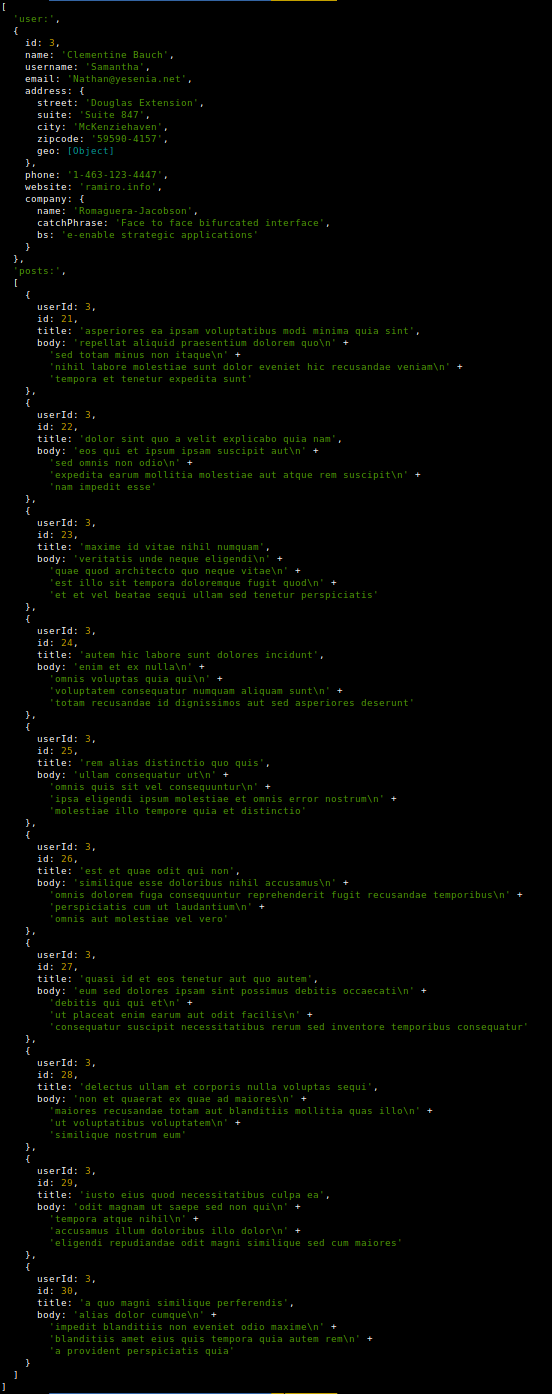 [
  'user:',
  {
    id: 3,
    name: 'Clementine Bauch',
    username: 'Samantha',
    email: 'Nathan@yesenia.net',
    address: {
      street: 'Douglas Extension',
      suite: 'Suite 847',
      city: 'McKenziehaven',
      zipcode: '59590-4157',
      geo: [Object]
    },
    phone: '1-463-123-4447',
    website: 'ramiro.info',
    company: {
      name: 'Romaguera-Jacobson',
      catchPhrase: 'Face to face bifurcated interface',
      bs: 'e-enable strategic applications'
    }
  },
  'posts:',
  [
    {
      userId: 3,
      id: 21,
      title: 'asperiores ea ipsam voluptatibus modi minima quia sint',
      body: 'repellat aliquid praesentium dolorem quo\n' +
        'sed totam minus non itaque\n' +
        'nihil labore molestiae sunt dolor eveniet hic recusandae veniam\n' +
        'tempora et tenetur expedita sunt'
    },
    {
      userId: 3,
      id: 22,
      title: 'dolor sint quo a velit explicabo quia nam',
      body: 'eos qui et ipsum ipsam suscipit aut\n' +
        'sed omnis non odio\n' +
        'expedita earum mollitia molestiae aut atque rem suscipit\n' +
        'nam impedit esse'
    },
    {
      userId: 3,
      id: 23,
      title: 'maxime id vitae nihil numquam',
      body: 'veritatis unde neque eligendi\n' +
        'quae quod architecto quo neque vitae\n' +
        'est illo sit tempora doloremque fugit quod\n' +
        'et et vel beatae sequi ullam sed tenetur perspiciatis'
    },
    {
      userId: 3,
      id: 24,
      title: 'autem hic labore sunt dolores incidunt',
      body: 'enim et ex nulla\n' +
        'omnis voluptas quia qui\n' +
        'voluptatem consequatur numquam aliquam sunt\n' +
        'totam recusandae id dignissimos aut sed asperiores deserunt'
    },
    {
      userId: 3,
      id: 25,
      title: 'rem alias distinctio quo quis',
      body: 'ullam consequatur ut\n' +
        'omnis quis sit vel consequuntur\n' +
        'ipsa eligendi ipsum molestiae et omnis error nostrum\n' +
        'molestiae illo tempore quia et distinctio'
    },
    {
      userId: 3,
      id: 26,
      title: 'est et quae odit qui non',
      body: 'similique esse doloribus nihil accusamus\n' +
        'omnis dolorem fuga consequuntur reprehenderit fugit recusandae temporibus\n' +
        'perspiciatis cum ut laudantium\n' +
        'omnis aut molestiae vel vero'
    },
    {
      userId: 3,
      id: 27,
      title: 'quasi id et eos tenetur aut quo autem',
      body: 'eum sed dolores ipsam sint possimus debitis occaecati\n' +
        'debitis qui qui et\n' +
        'ut placeat enim earum aut odit facilis\n' +
        'consequatur suscipit necessitatibus rerum sed inventore temporibus consequatur'
    },
    {
      userId: 3,
      id: 28,
      title: 'delectus ullam et corporis nulla voluptas sequi',
      body: 'non et quaerat ex quae ad maiores\n' +
        'maiores recusandae totam aut blanditiis mollitia quas illo\n' +
        'ut voluptatibus voluptatem\n' +
        'similique nostrum eum'
    },
    {
      userId: 3,
      id: 29,
      title: 'iusto eius quod necessitatibus culpa ea',
      body: 'odit magnam ut saepe sed non qui\n' +
        'tempora atque nihil\n' +
        'accusamus illum doloribus illo dolor\n' +
        'eligendi repudiandae odit magni similique sed cum maiores'
    },
    {
      userId: 3,
      id: 30,
      title: 'a quo magni similique perferendis',
      body: 'alias dolor cumque\n' +
        'impedit blanditiis non eveniet odio maxime\n' +
        'blanditiis amet eius quis tempora quia autem rem\n' +
        'a provident perspiciatis quia'
    }
  ]
]